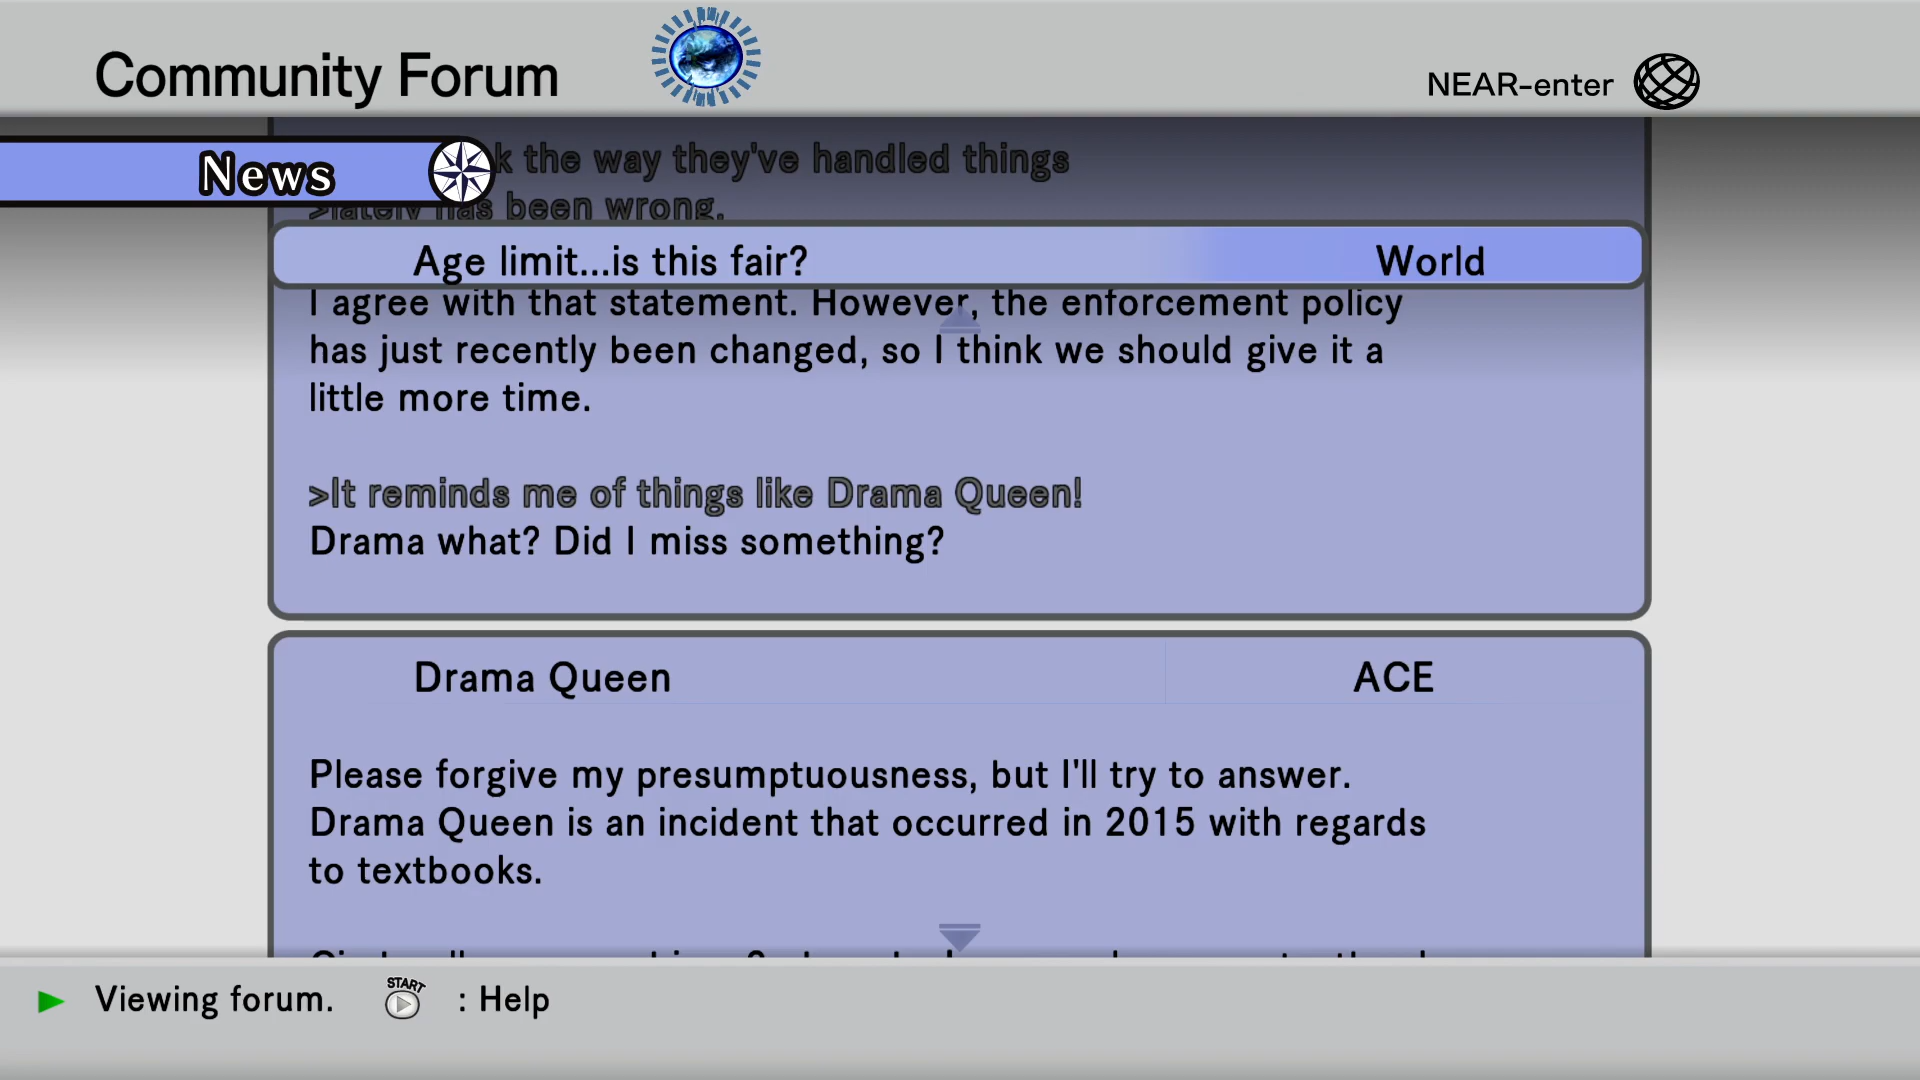 Community Forum
NEAR-enter
News
the way they've handled things
>lately has been wrong.
Age limit...is this fair?
World
I agree with that statement. However, the enforcement policy
has just recently been changed, so I think we should give it a
little more time.
>It reminds me of things like Drama Queen!
Drama what? Did I miss something?
Drama Queen
ACE
Please forgive my presumptuousness, but I'll try to answer.
Drama Queen is an incident that occurred in 2015 with regards
to textbooks.
Viewing forum.
START
: Help